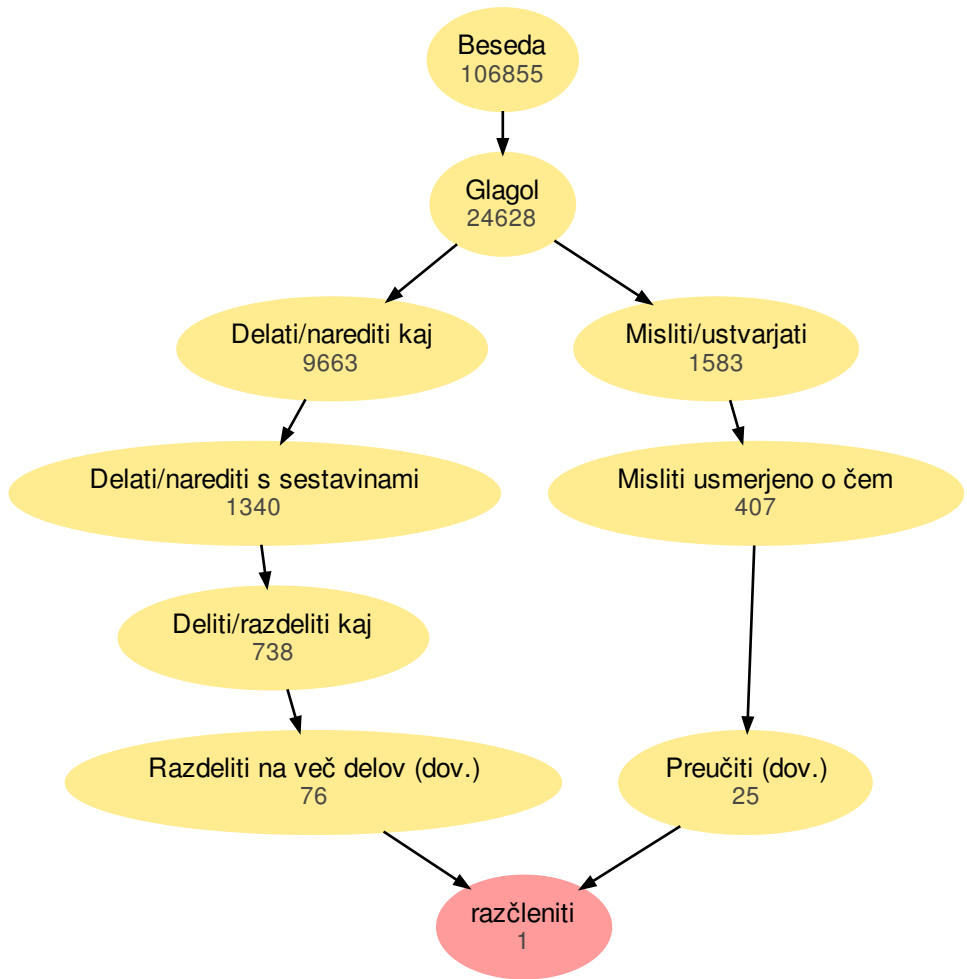 Beseda
106855
Glagol
24628
Delati/narediti kaj
9663
Misliti/ustvarjati
1583
Delati/narediti s sestavinami
1340
Misliti usmerjeno o čem
407
Deliti/razdeliti kaj
738
Razdeliti na več delov (dov.)
76
Preučiti (dov.)
25
razčleniti
1